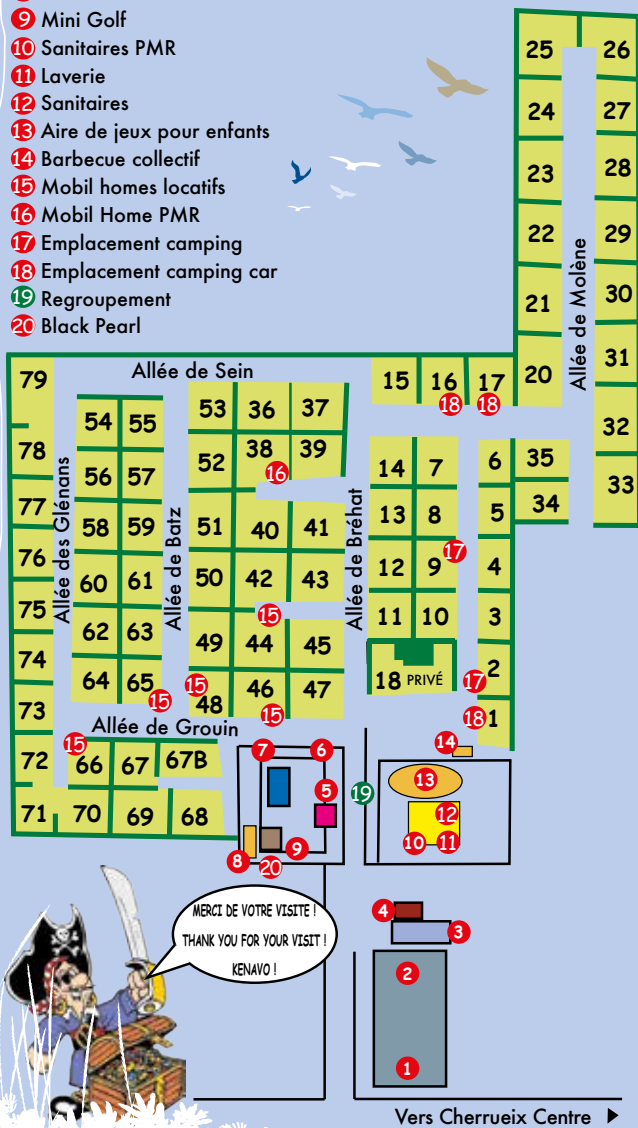 9 Mini Golf
10 Sanitaires PMR
11 Laverie
12 Sanitaires
13 Aire de jeux pour enfants
14 Barbecue collectif
15 Mobil homes locatifs
16 Mobil Home PMR
17 Emplacement camping
18 Emplacement camping car
19 Regroupement
20 Black Pearl
25 26
24 27
23 28
22 29
21 30
20 31
32
33
Allée de Molène
Allée de Sein
15 16 17
18 18
79
78
77
76
75
74
73
72
71 70 69 68
Allée des Glénans
54 55
56 57
58 59
60 61
62 63
64 65
15
Allée de Batz
53 36 37
52 38 39
16
51 40 41
50 42 43
15
49 44 45
15
48 46 47
15
Allée de Bréhat
14 7
13 8
12 9
17
11 10
18 PRIVÉ
6 35
5 34
4
3
2
17
18
1
Allée de Grouin
15
66 67 67B
7 6
5
8 9
20
19
14
13
12
10 11
4
3
2
1
MERCI DE VOTRE VISITE !
THANK YOU FOR YOUR VISIT !
KENAVO !
Vers Cherrueix Centre